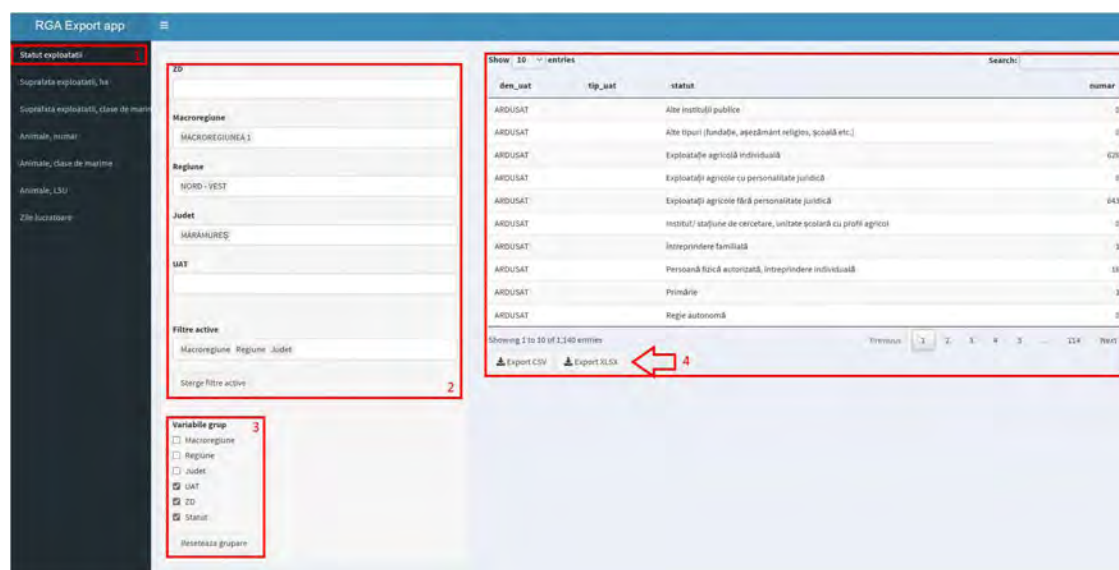 RGA Export app
Statut exploatatii
Suprafata exploatatii, ha
Suprafata exploatatii, clase de marim
Animale, numar
Animale, clase de marime
Animale, LSU
Zile lucratoare
ZD
Macroregiune
MACROREGIUNEA 1
Regiune
NORD - VEST
Judet
MARAMUREȘ
UAT
Filtre active
Macroregiune Regiune Judet
Sterge filtre active
2
Variabile grup
3
Macroregiune
Regiune
Judet
UAT
ZD
Statut
Reseteaza grupare
Show 10 entries
Search:
den_uat tip_uat statut numar
ARDUSAT Alte instituții publice 0
ARDUSAT Alte tipuri (fundație, așezământ religios, școală etc.) 0
ARDUSAT Exploatație agricolă individuală
ARDUSAT Exploatații agricole cu personalitate juridică 0
ARDUSAT Exploatații agricole fără personalitate juridică
ARDUSAT Institut/ stațiune de cercetare, unitate școlară cu profil agricol 0
ARDUSAT Întreprindere familială 1
ARDUSAT Persoană fizică autorizată, întreprindere individuală
ARDUSAT Primărie 1
ARDUSAT Regie autonomă 0
Showing 1 to 10 of 1,140 entries
Previous 1 2 3 4 5 ... 114 Next
Export CSV Export XLSX 4